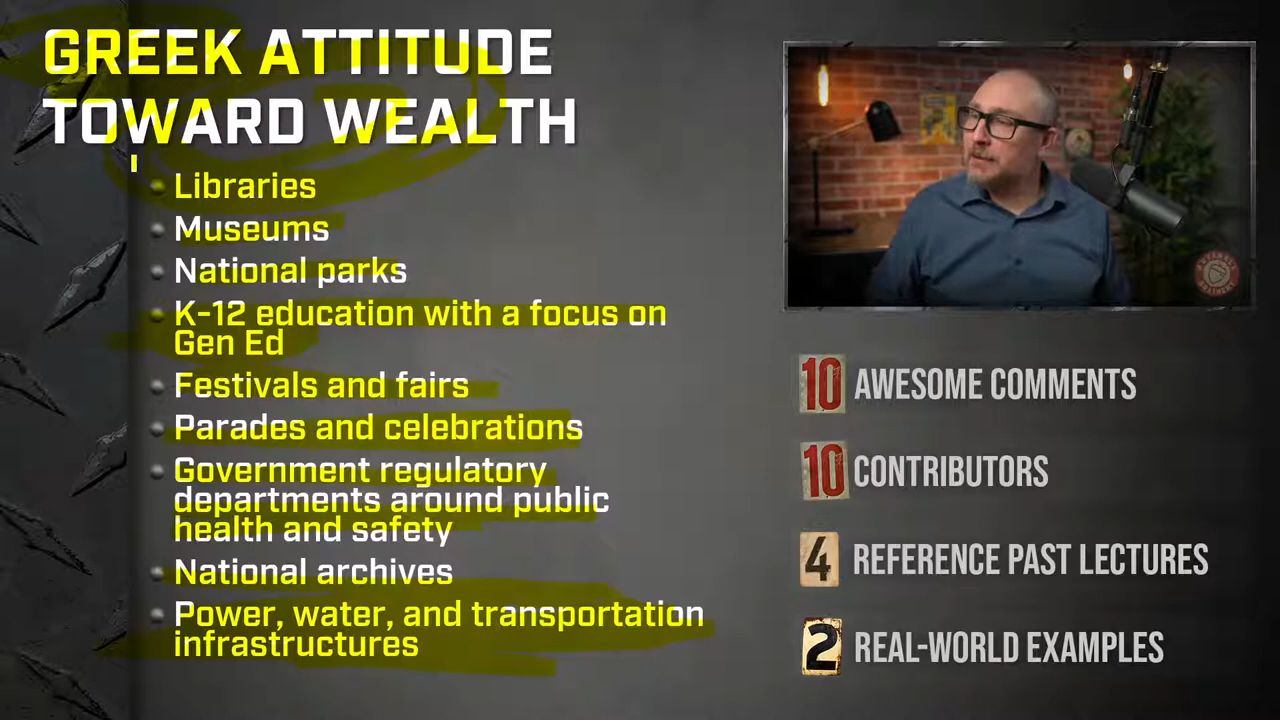 GREEK ATTITUDE
TOWARD WEALTH
Libraries
Museums
National parks
K-12 education with a focus on
Gen Ed
Festivals and fairs
Parades and celebrations
Government regulatory
departments around public
health and safety
National archives
Power, water, and transportation
infrastructures
10 AWESOME COMMENTS
10 CONTRIBUTORS
4 REFERENCE PAST LECTURES
2 REAL-WORLD EXAMPLES